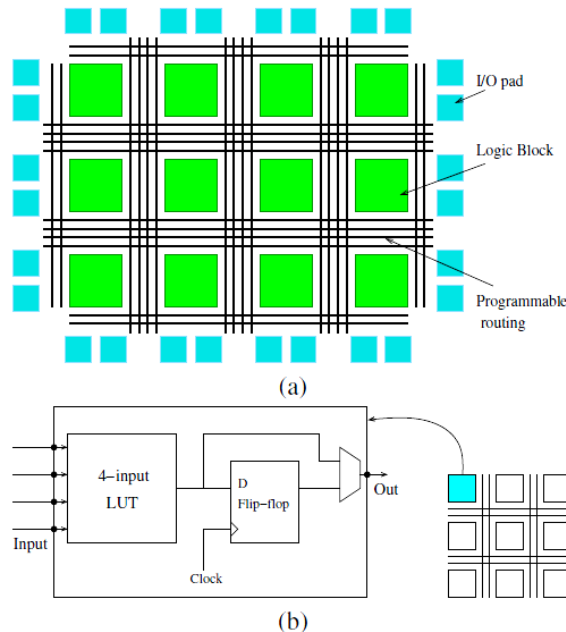 I/O pad
Logic Block
Programmable
routing
(a)
4-input
LUT
D
Flip-flop
Out
Input
Clock
(b)